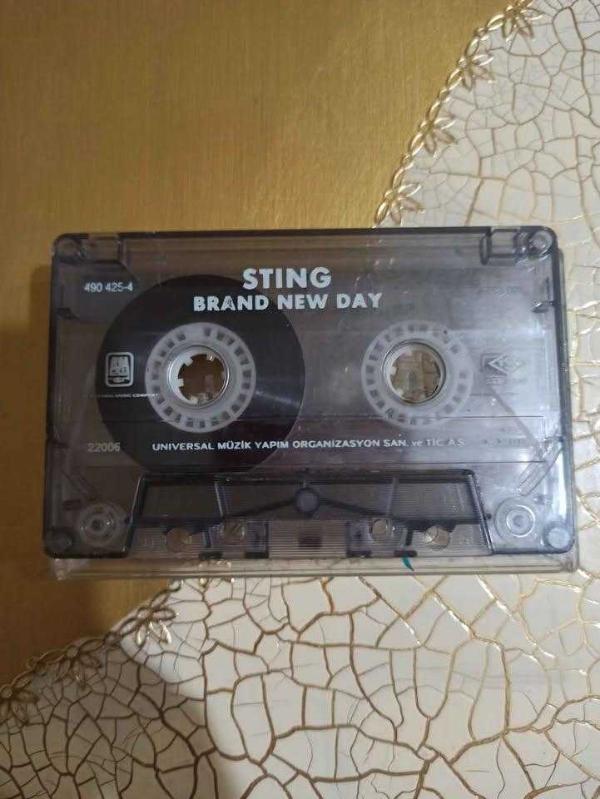 490 425-4
STING
BRAND NEW DAY
22006
UNIVERSAL MÜZİK YAPIM ORGANİZASYON SAN. ve TİC A.Ş.